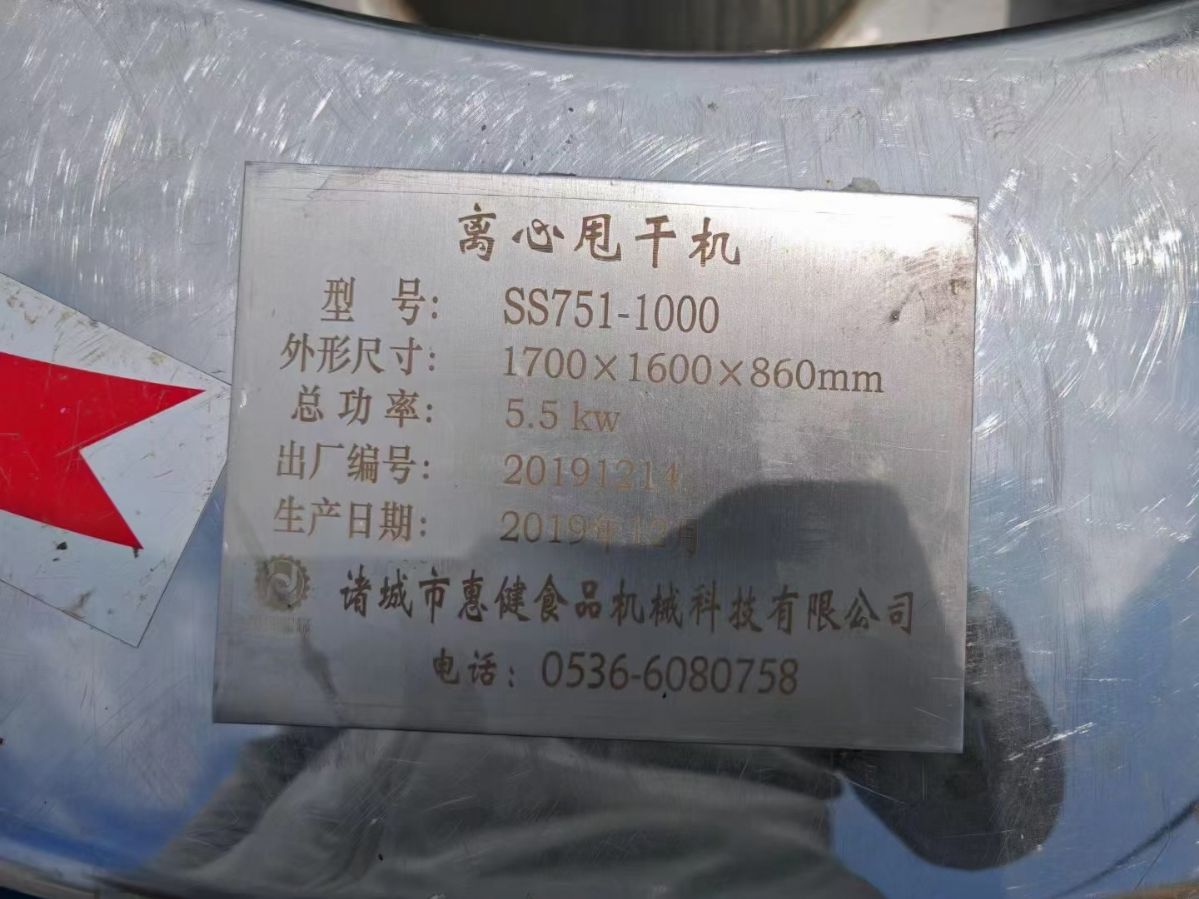 离心甩干机
型 号: SS751-1000
外形尺寸: 1700×1600×860mm
总功率: 5.5 kw
出厂编号: 20191214
生产日期: 2019年12月
诸城市惠健食品机械科技有限公司
电话: 0536-6080758